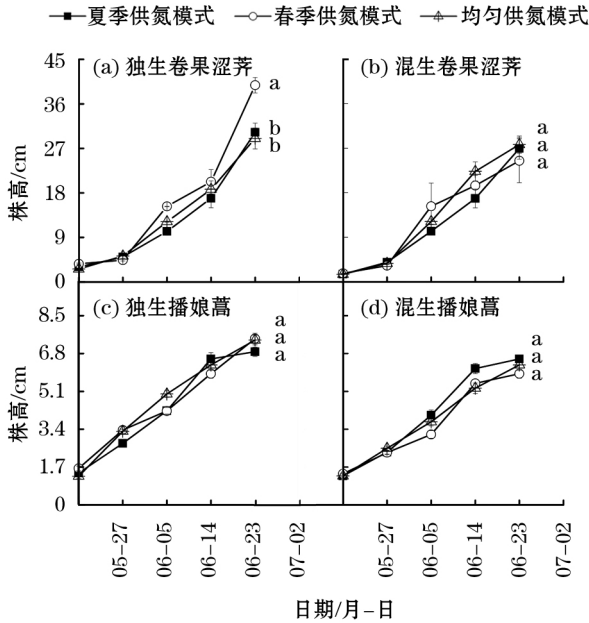 夏季供氮模式 春季供氮模式 均匀供氮模式
45
36
27
18
9
0
株高/cm
(a) 独生卷果涩荠
a
b
b
(b) 混生卷果涩荠
a
a
a
8.5
6.8
5.1
3.4
1.7
0
株高/cm
(c) 独生播娘蒿
a
a
a
(d) 混生播娘蒿
a
a
a
05-27
06-05
06-14
06-23
07-02
05-27
06-05
06-14
06-23
07-02
日期/月-日